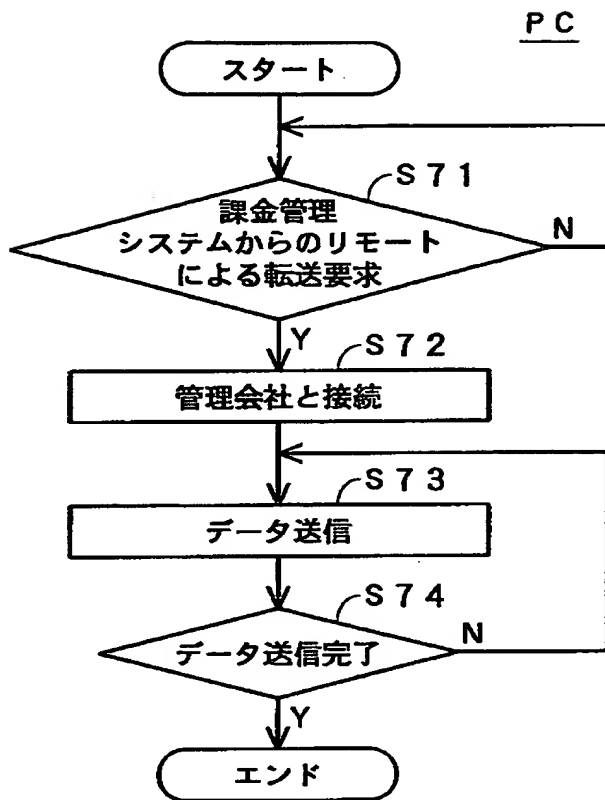 PC
スタート
S71
課金管理
システムからのリモート
による転送要求
N
Y
S72
管理会社と接続
S73
データ送信
S74
データ送信完了
N
Y
エンド